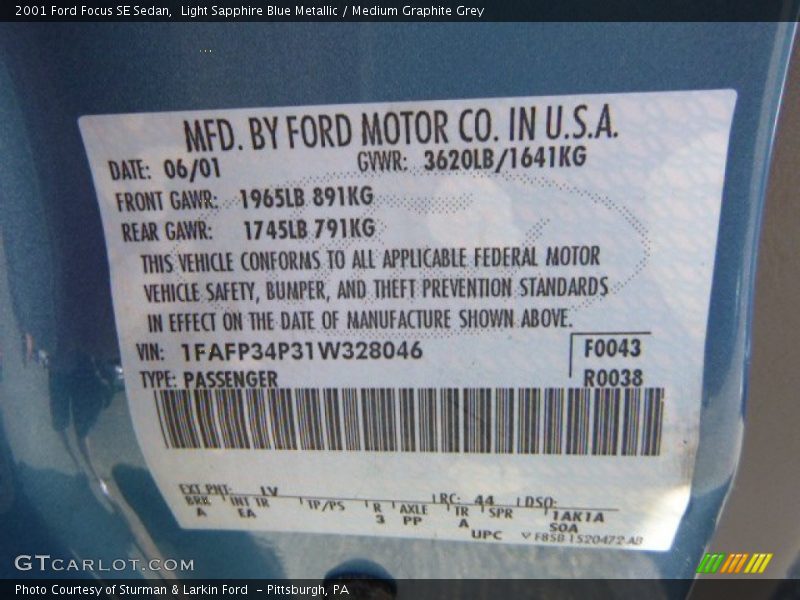 2001 Ford Focus SE Sedan,  Light Sapphire Blue Metallic / Medium Graphite Grey
MFD. BY FORD MOTOR CO. IN U.S.A.
DATE: 06/01 GVWR: 3620LB/1641KG
FRONT GAWR: 1965LB 891KG
REAR GAWR: 1745LB 791KG
THIS VEHICLE CONFORMS TO ALL APPLICABLE FEDERAL MOTOR
VEHICLE SAFETY, BUMPER, AND THEFT PREVENTION STANDARDS
IN EFFECT ON THE DATE OF MANUFACTURE SHOWN ABOVE.
VIN: 1FAFP34P31W328046 F0043
TYPE: PASSENGER R0038
EXT PNT: LV RC: 44 DSO:
BRK INT TR TP/PS R AXLE TR SPR 1AK1A
A EA 3 PP A SOA
UPC F85B 1520472 AB
GTCARLOT.COM
Photo Courtesy of Sturman & Larkin Ford  - Pittsburgh, PA